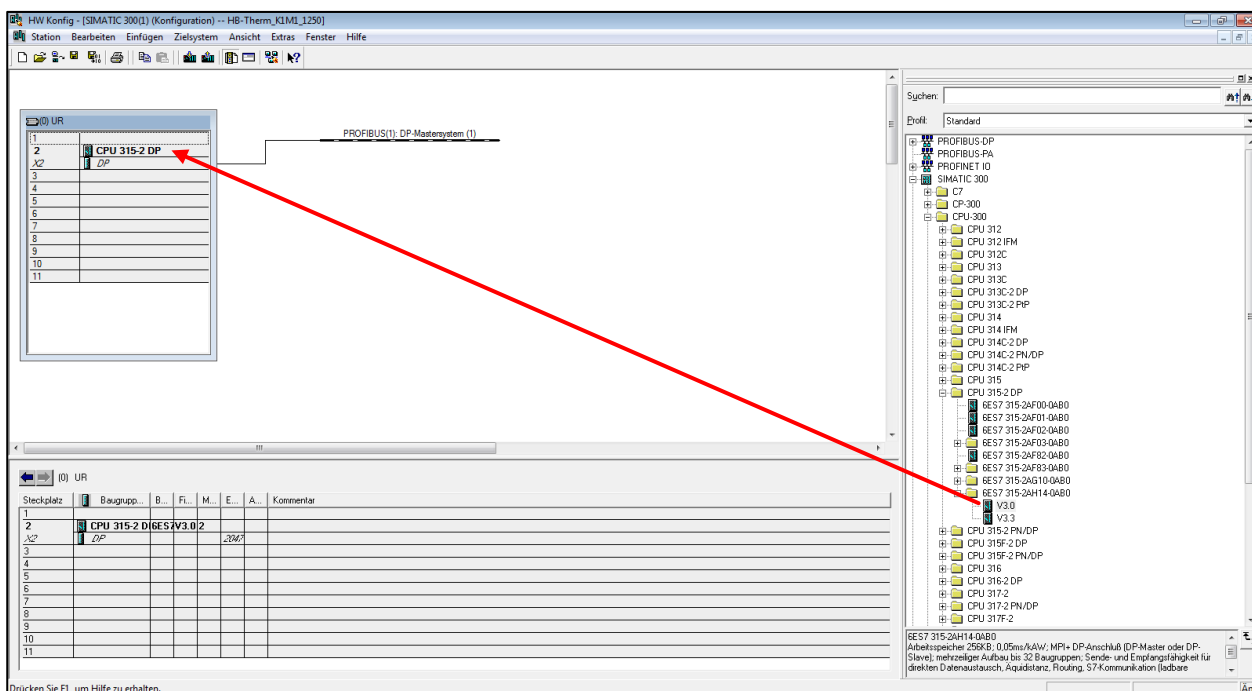 HW Konfig - [SIMATIC 300(1) (Konfiguration) -- HB-Therm_K1M1_1250]
Station Bearbeiten Einfügen Zielsystem Ansicht Extras Fenster Hilfe
(0) UR
1
2 CPU 315-2 DP
X2 DP
3
4
5
6
7
8
9
10
11
PROFIBUS(1): DP-Mastersystem (1)
Suchen:
Profil: Standard
PROFIBUS-DP
PROFIBUS-PA
PROFINET IO
SIMATIC 300
C7
CP-300
CPU-300
CPU 312
CPU 312 IFM
CPU 312C
CPU 313
CPU 313C
CPU 313C-2 DP
CPU 313C-2 PtP
CPU 314
CPU 314 IFM
CPU 314C-2 DP
CPU 314C-2 PN/DP
CPU 314C-2 PtP
CPU 315
CPU 315-2 DP
6ES7 315-2AF00-0AB0
6ES7 315-2AF01-0AB0
6ES7 315-2AF02-0AB0
6ES7 315-2AF03-0AB0
6ES7 315-2AF82-0AB0
6ES7 315-2AF83-0AB0
6ES7 315-2AG10-0AB0
6ES7 315-2AH14-0AB0
V3.0
V3.3
CPU 315-2 PN/DP
CPU 315F-2 DP
CPU 315F-2 PN/DP
CPU 316
CPU 316-2 DP
CPU 317-2
CPU 317-2 PN/DP
CPU 317F-2
6ES7 315-2AH14-0AB0
Arbeitsspeicher 256KB; 0,05ms/kAW; MPI+ DP-Anschluß (DP-Master oder DP-
Slave); mehrzeiliger Aufbau bis 32 Baugruppen; Sende- und Empfangsfähigkeit für
direkten Datenaustausch, Äquidistanz, Routing, S7-Kommunikation (ladbare
(0) UR
Steckplatz Baugrupp... B... Fi... M... E... A... Kommentar
1
2 CPU 315-2 D 6ES7 V3.0 2
X2 DP 2047
3
4
5
6
7
8
9
10
11
Drücken Sie F1, um Hilfe zu erhalten.